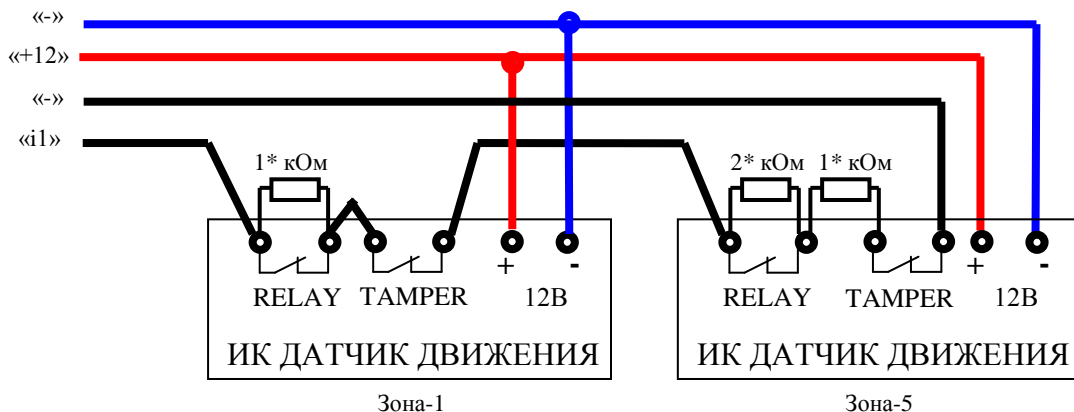 «-»
«+12»
«-»
«i1»
1* кОм
2* кОм 1* кОм
+ -
RELAY TAMPER 12В
ИК ДАТЧИК ДВИЖЕНИЯ
+ -
RELAY TAMPER 12В
ИК ДАТЧИК ДВИЖЕНИЯ
Зона-1
Зона-5